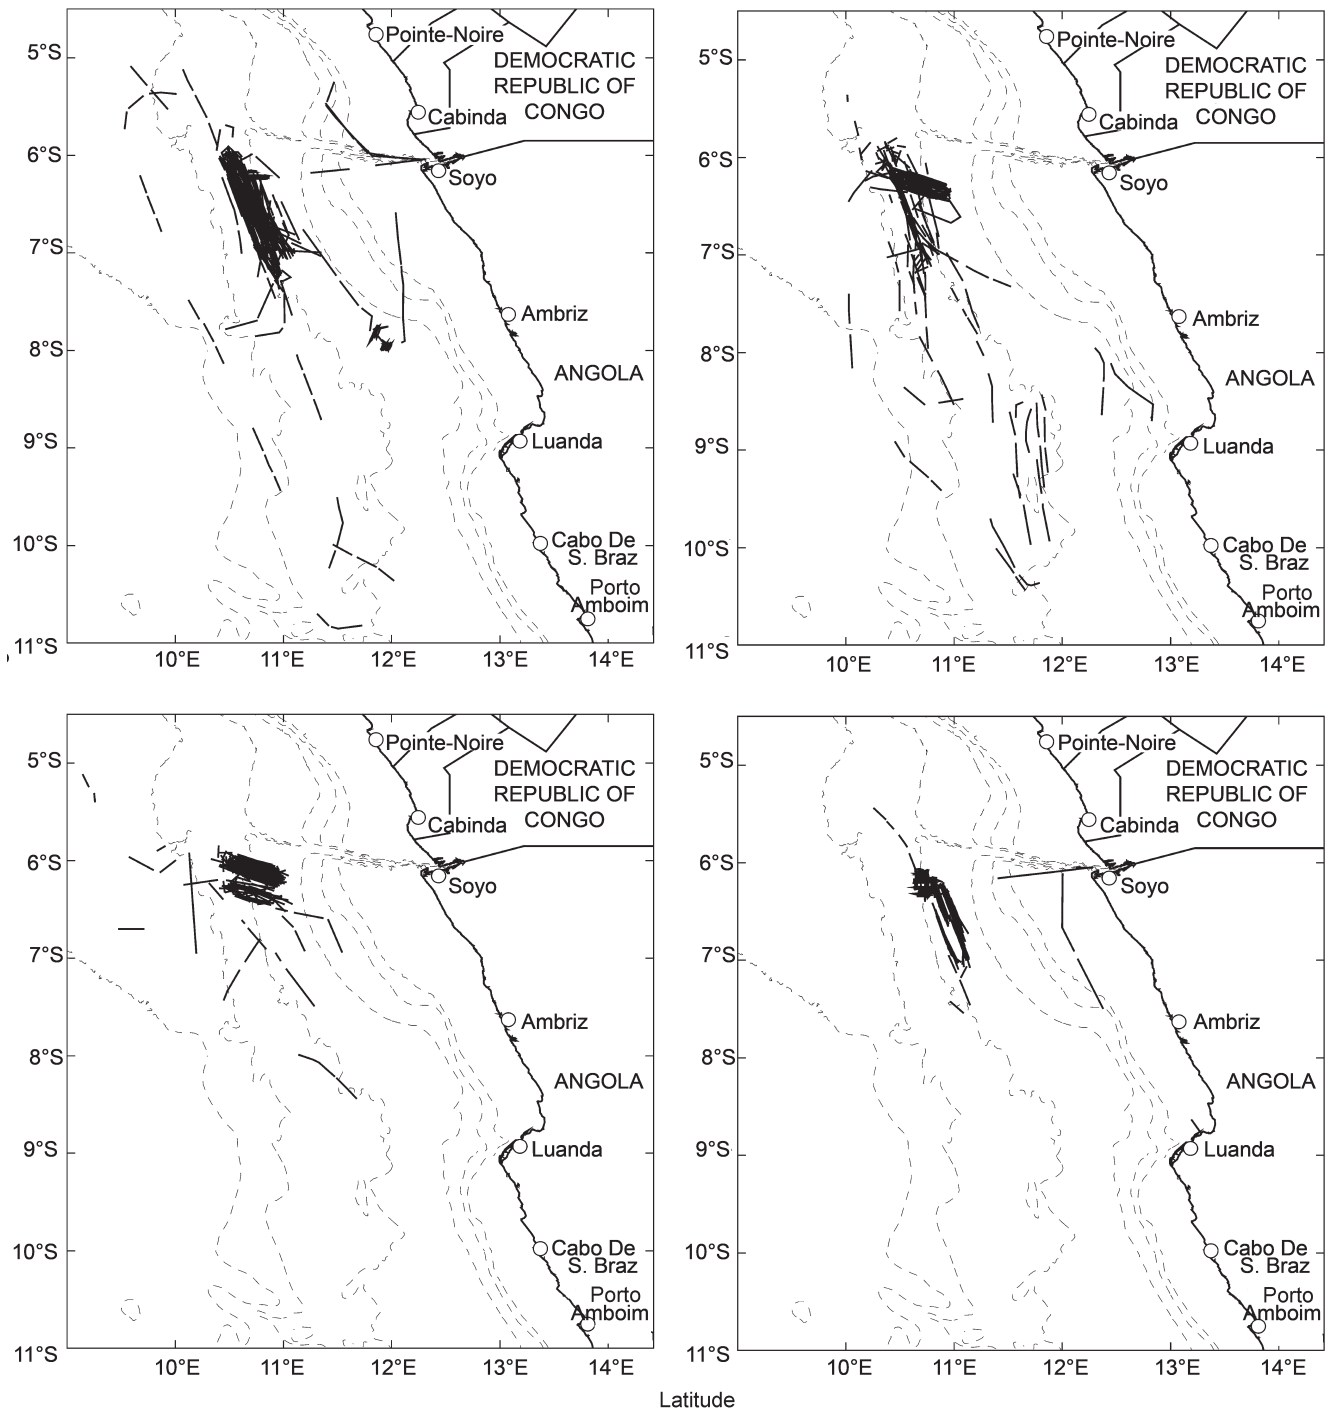 5°S
6°S
7°S
8°S
9°S
10°S
11°S
Pointe-Noire
DEMOCRATIC
REPUBLIC OF
CONGO
Cabinda
Soyo
Ambriz
ANGOLA
Luanda
Cabo De
S. Braz
Porto
Amboim
10°E
11°E
12°E
13°E
14°E
5°S
6°S
7°S
8°S
9°S
10°S
11°S
Pointe-Noire
DEMOCRATIC
REPUBLIC OF
CONGO
Cabinda
Soyo
Ambriz
ANGOLA
Luanda
Cabo De
S. Braz
Porto
Amboim
10°E
11°E
12°E
13°E
14°E
5°S
6°S
7°S
8°S
9°S
10°S
11°S
Pointe-Noire
DEMOCRATIC
REPUBLIC OF
CONGO
Cabinda
Soyo
Ambriz
ANGOLA
Luanda
Cabo De
S. Braz
Porto
Amboim
10°E
11°E
12°E
13°E
14°E
5°S
6°S
7°S
8°S
9°S
10°S
11°S
Pointe-Noire
DEMOCRATIC
REPUBLIC OF
CONGO
Cabinda
Soyo
Ambriz
ANGOLA
Luanda
Cabo De
S. Braz
Porto
Amboim
10°E
11°E
12°E
13°E
14°E
Latitude